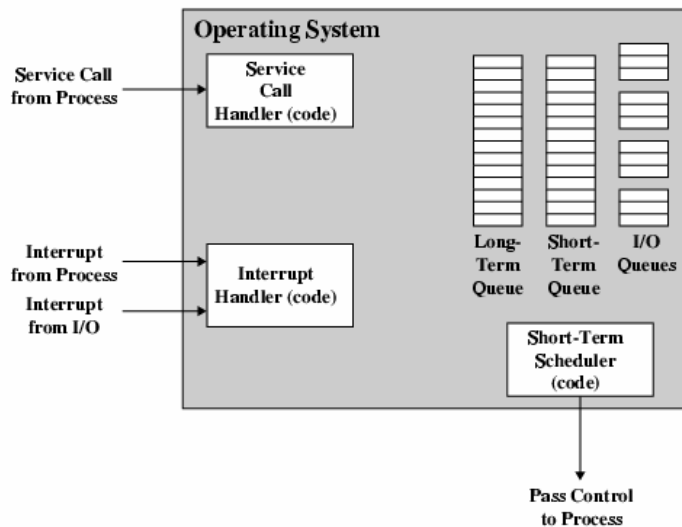 Operating System
Service Call
from Process
Service
Call
Handler (code)
Interrupt
from Process
Interrupt
from I/O
Interrupt
Handler (code)
Long-
Term
Queue
Short-
Term
Queue
I/O
Queues
Short-Term
Scheduler
(code)
Pass Control
to Process